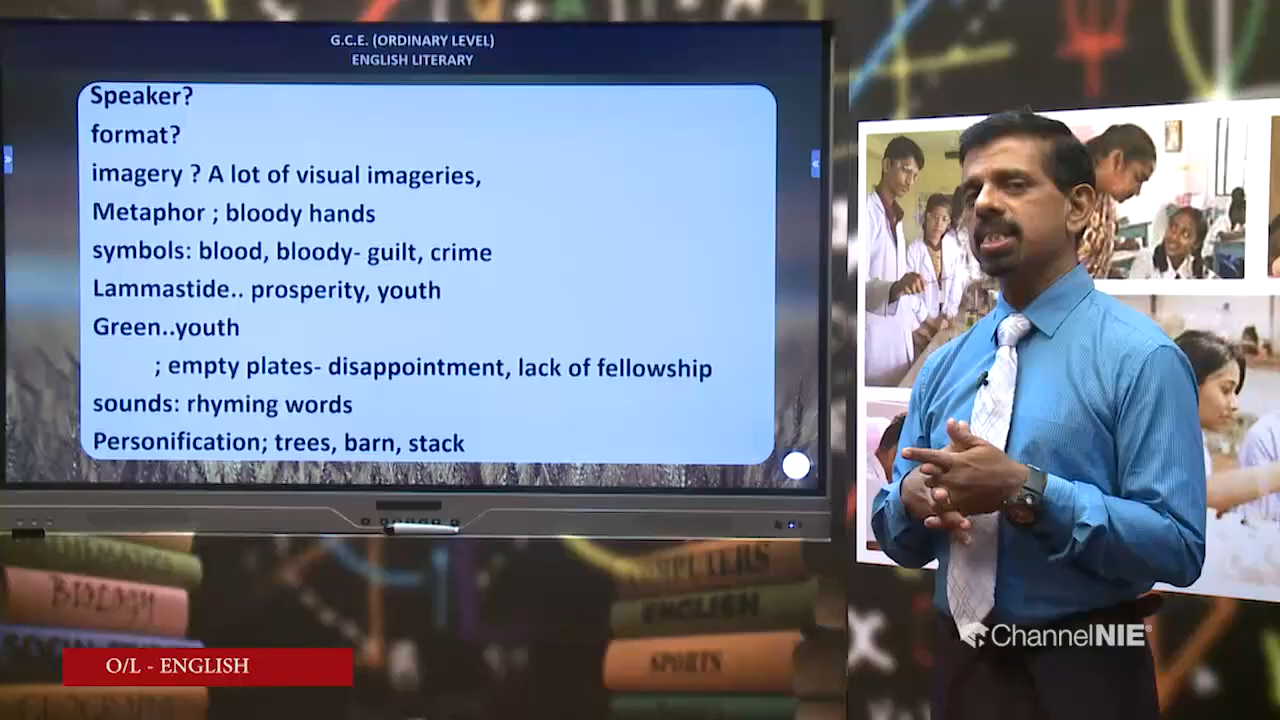 G.C.E. (ORDINARY LEVEL)
ENGLISH LITERARY
Speaker?
format?
imagery ? A lot of visual imageries,
Metaphor ; bloody hands
symbols: blood, bloody- guilt, crime
Lammastide.. prosperity, youth
Green..youth
; empty plates- disappointment, lack of fellowship
sounds: rhyming words
Personification; trees, barn, stack
BIOLOGY
COMPUTERS
ENGLISH
SPORTS
ChannelNIE®
O/L - ENGLISH